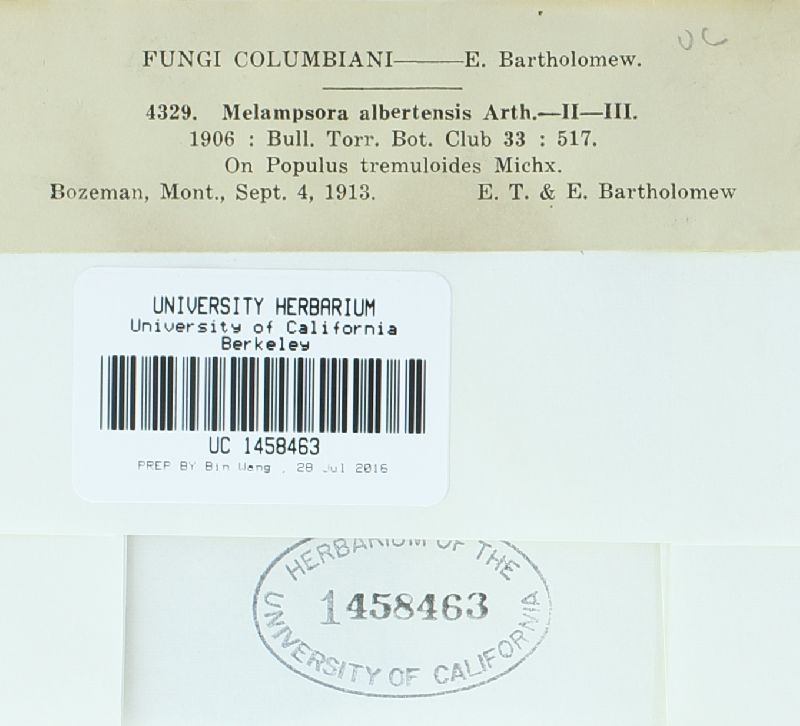 UC
FUNGI COLUMBIANI——E. Bartholomew.
4329. Melampsora albertensis Arth.—II—III.
1906 : Bull. Torr. Bot. Club 33 : 517.
On Populus tremuloides Michx.
Bozeman, Mont., Sept. 4, 1913. E. T. & E. Bartholomew
UNIVERSITY HERBARIUM
University of California
Berkeley
UC 1458463
PREP BY Bin Wang , 28 Jul 2016
HERBARIUM OF THE
1458463
UNIVERSITY OF CALIFORNIA